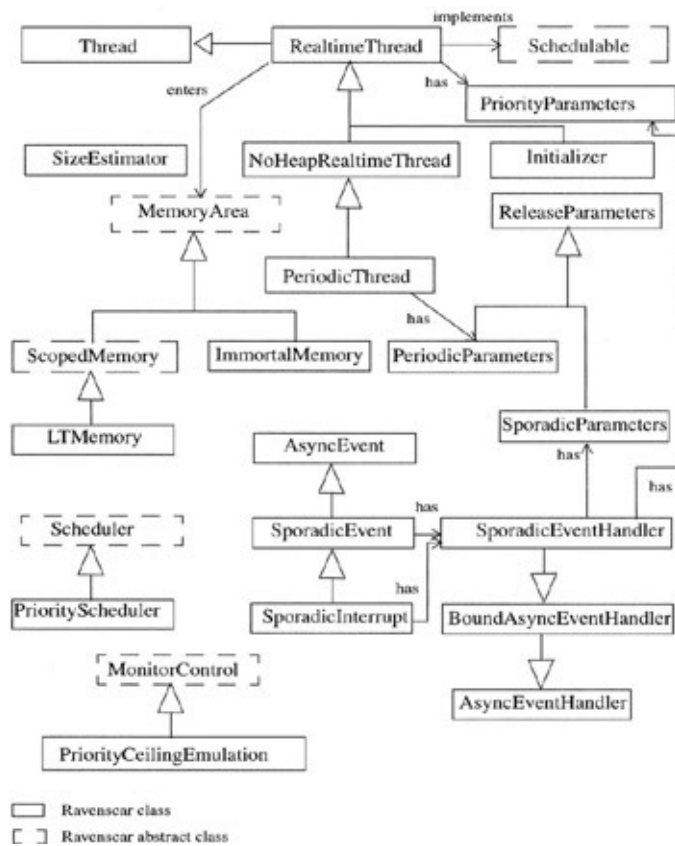 implements
Thread
RealtimeThread
Schedulable
enters
has
PriorityParameters
SizeEstimator
NoHeapRealtimeThread
Initializer
MemoryArea
ReleaseParameters
PeriodicThread
has
ScopedMemory
ImmortalMemory
PeriodicParameters
LTMemory
SporadicParameters
AsyncEvent
has
has
Scheduler
has
SporadicEvent
SporadicEventHandler
has
PriorityScheduler
SporadicInterrupt
BoundAsyncEventHandler
MonitorControl
AsyncEventHandler
PriorityCeilingEmulation
Ravenscar class
Ravenscar abstract class